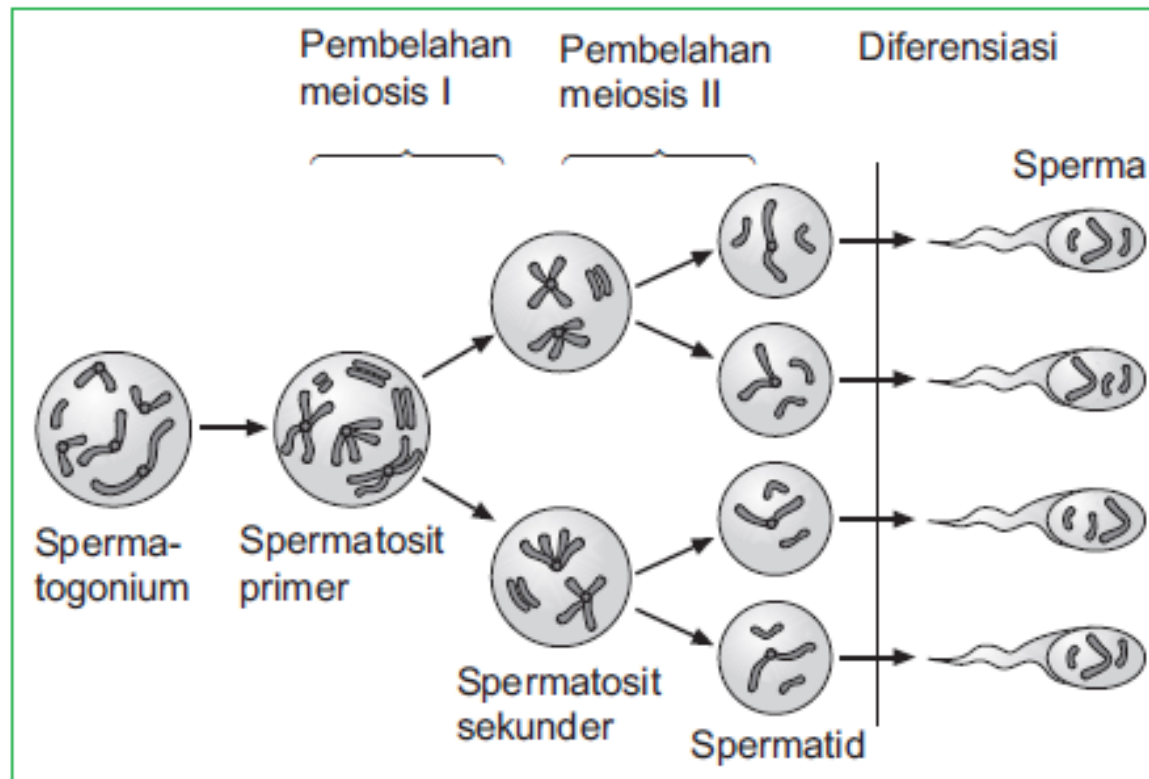 Pembelahan
meiosis I
Pembelahan
meiosis II
Diferensiasi
Sperma
Sperma-
togonium
Spermatosit
primer
Spermatosit
sekunder
Spermatid